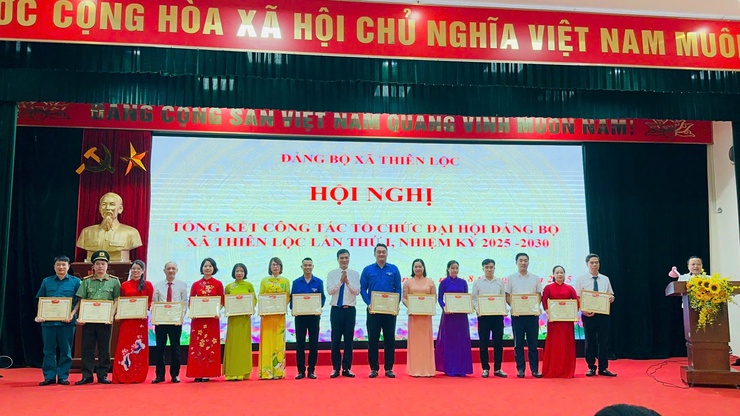 ỚC CỘNG HÒA XÃ HỘI CHỦ NGHĨA VIỆT NAM MUÔN
ĐẢNG CỘNG SẢN VIỆT NAM QUANG VINH MUÔN NĂM!
ĐẢNG BỘ XÃ THIÊN LỘC
HỘI NGHỊ
TỔNG KẾT CÔNG TÁC TỔ CHỨC ĐẠI HỘI ĐẢNG BỘ
XÃ THIÊN LỘC LẦN THỨ I, NHIỆM KỲ 2025 -2030